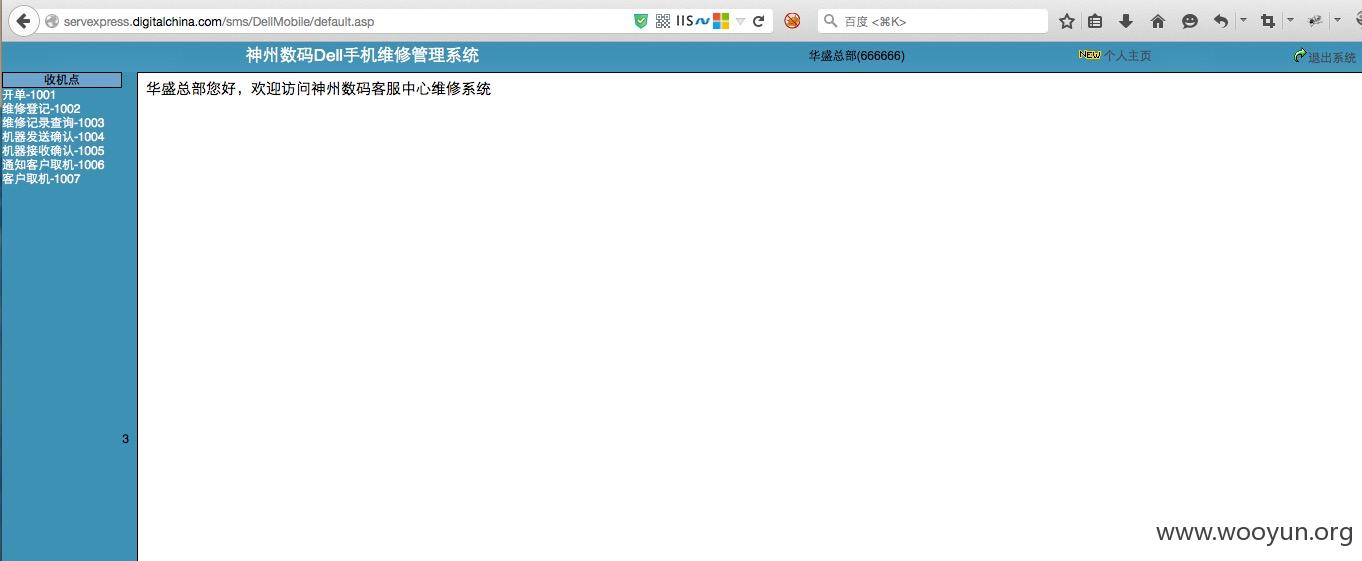 servexpress.digitalchina.com/sms/DellMobile/default.asp
IIS
百度 <⌘K>
神州数码Dell手机维修管理系统
华盛总部(666666)
NEW 个人主页
退出系统
收机点
开单-1001
维修登记-1002
维修记录查询-1003
机器发送确认-1004
机器接收确认-1005
通知客户取机-1006
客户取机-1007
华盛总部您好，欢迎访问神州数码客服中心维修系统
3
www.wooyun.org